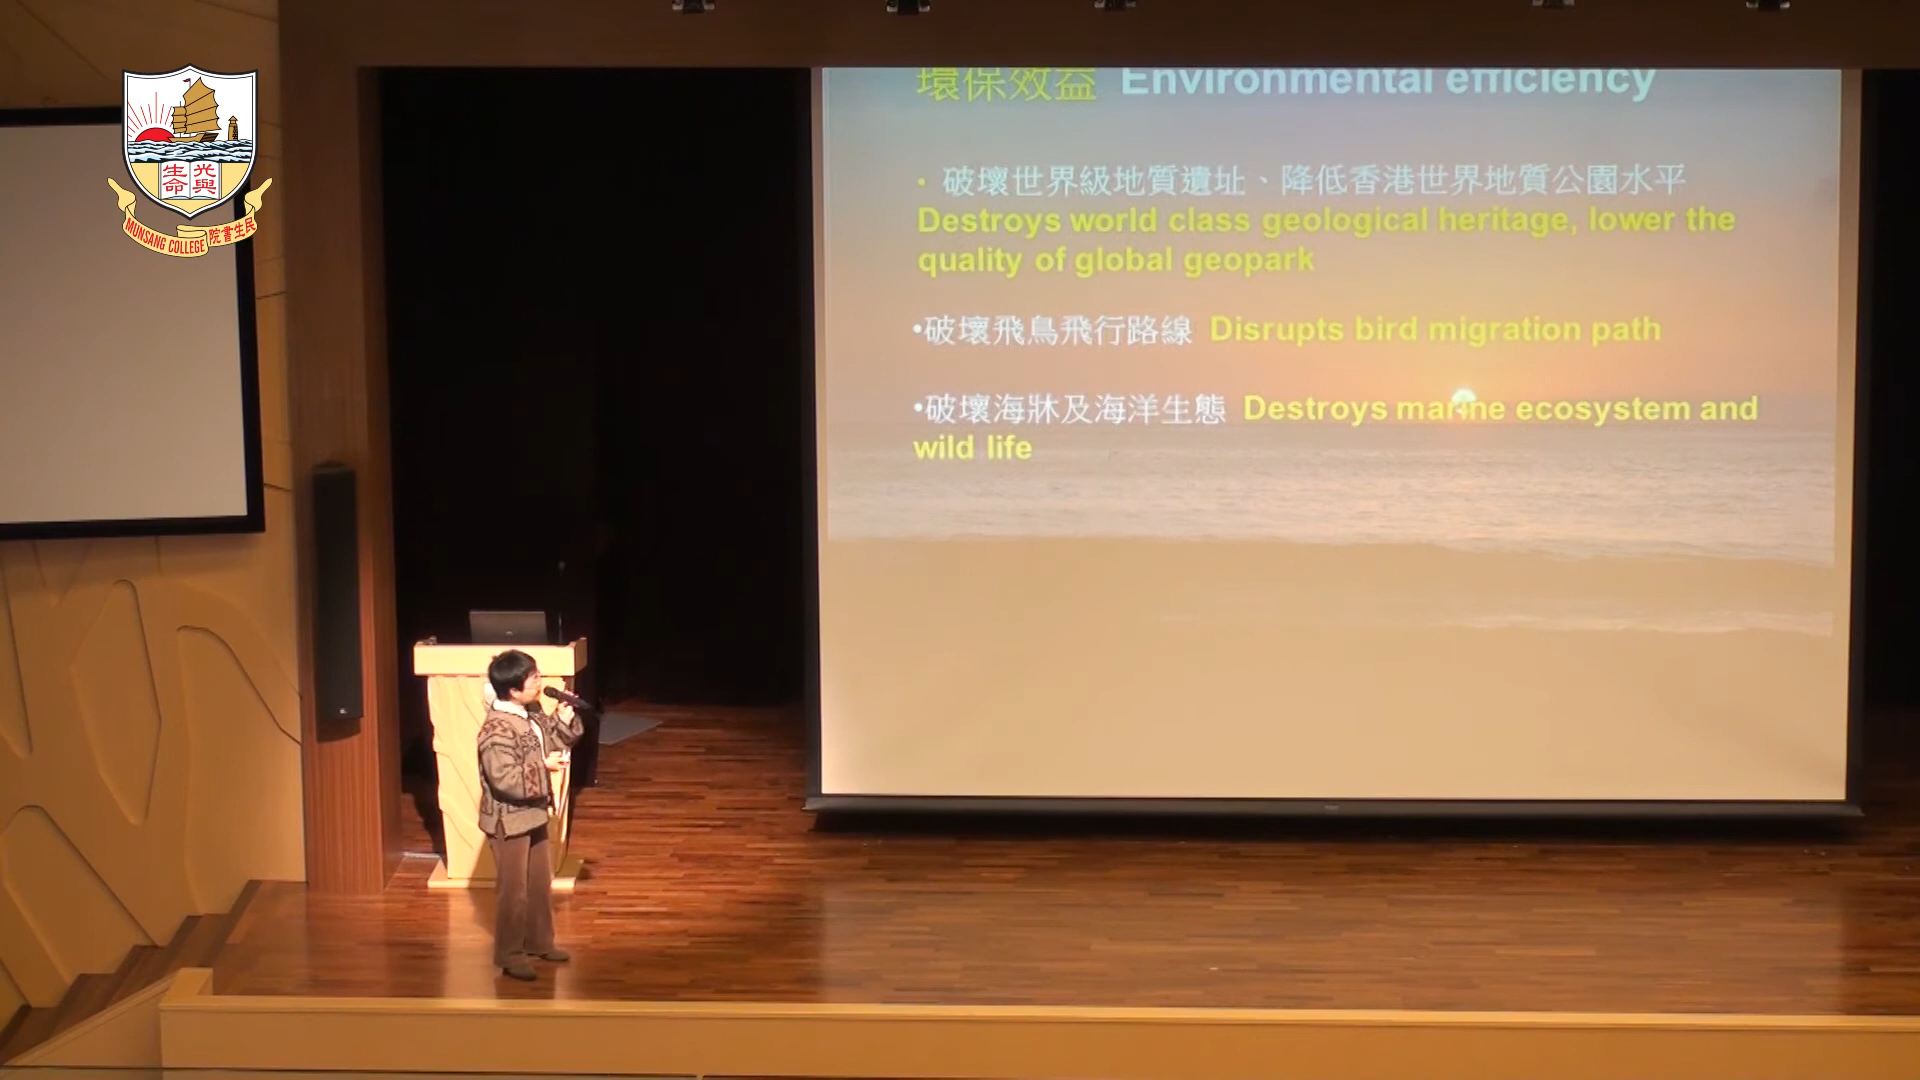 環保效益 Environmental efficiency
• 破壞世界級地質遺址、降低香港世界地質公園水平
Destroys world class geological heritage, lower the
quality of global geopark
•破壞飛鳥飛行路線 Disrupts bird migration path
•破壞海牀及海洋生態 Destroys marine ecosystem and
wild life
生命 光與
MUNSANG COLLEGE 院書生民